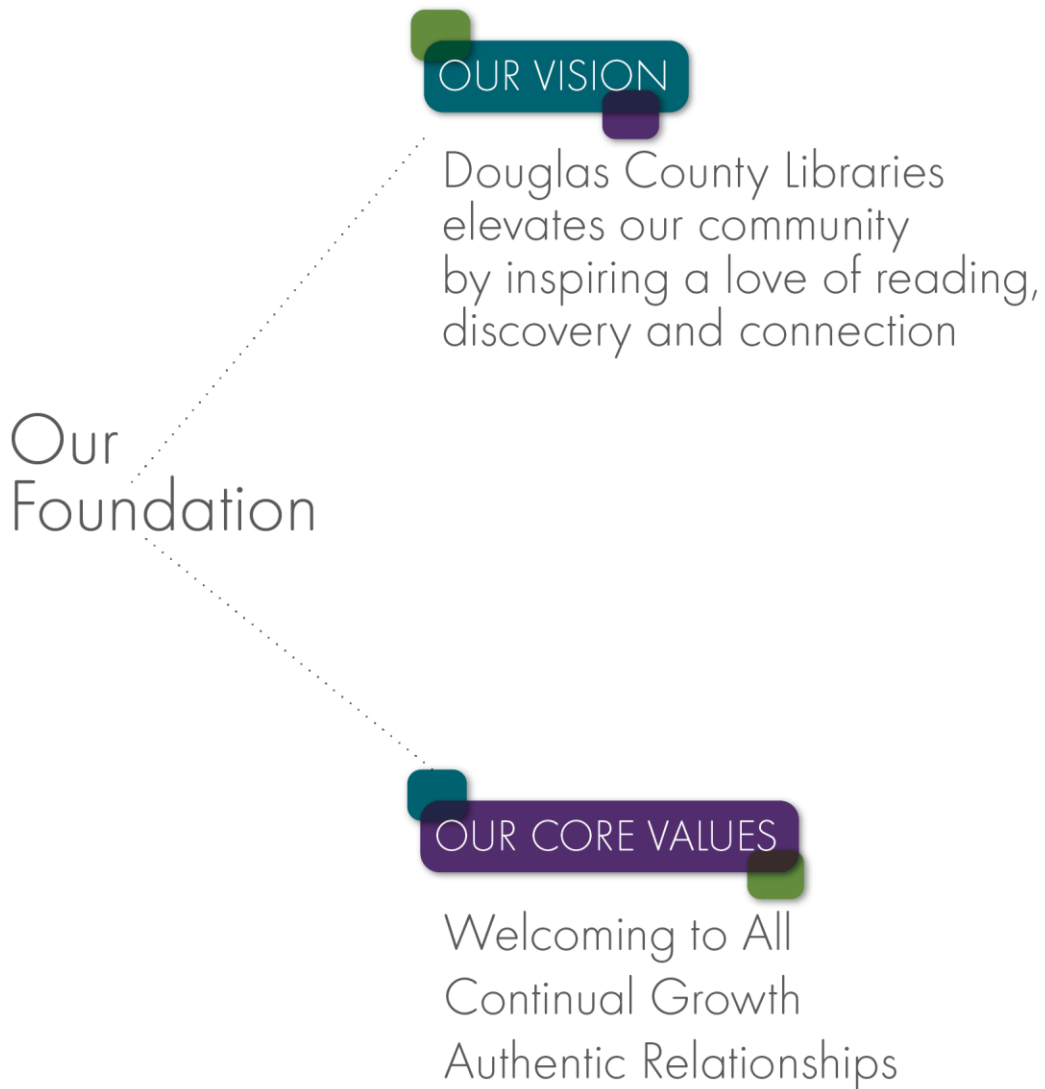 OUR VISION
Douglas County Libraries
elevates our community
by inspiring a love of reading,
discovery and connection
Our
Foundation
OUR CORE VALUES
Welcoming to All
Continual Growth
Authentic Relationships